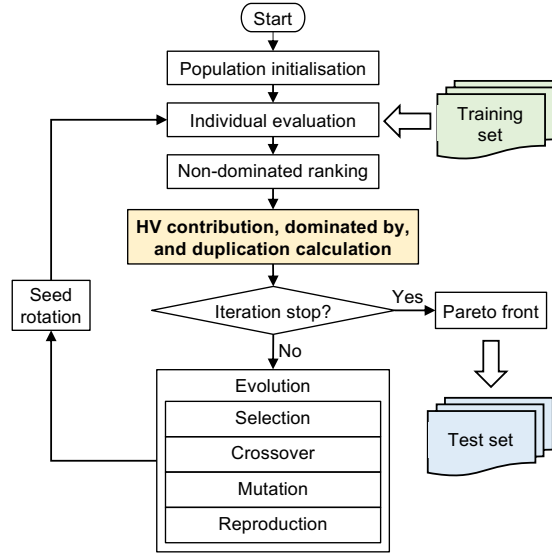 Start
Population initialisation
Individual evaluation
Training
set
Non-dominated ranking
HV contribution, dominated by,
and duplication calculation
Seed
rotation
Iteration stop?
Yes
Pareto front
No
Evolution
Selection
Crossover
Mutation
Reproduction
Test set